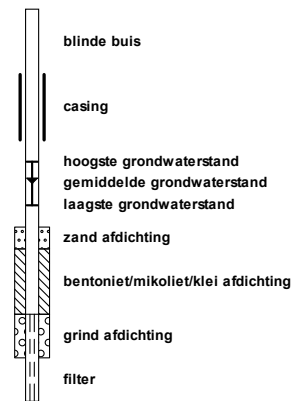 blinde buis
casing
hoogste grondwaterstand
gemiddelde grondwaterstand
laagste grondwaterstand
zand afdichting
bentoniet/mikoliet/klei afdichting
grind afdichting
filter